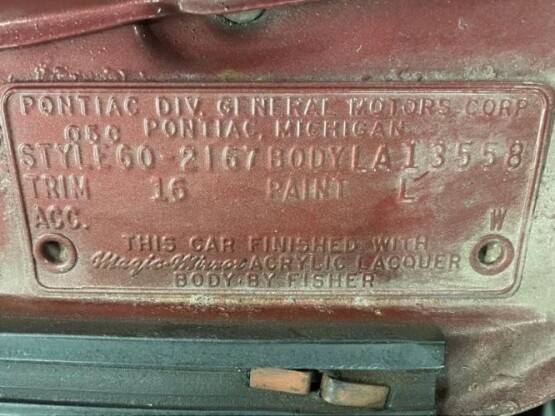 PONTIAC DIV. GENERAL MOTORS CORP
05C PONTIAC, MICHIGAN
STYLE 60-2167 BODY LA 13558
TRIM 16 PAINT L
ACC. W
THIS CAR FINISHED WITH
Magic-Mirror ACRYLIC LACQUER
BODY BY FISHER